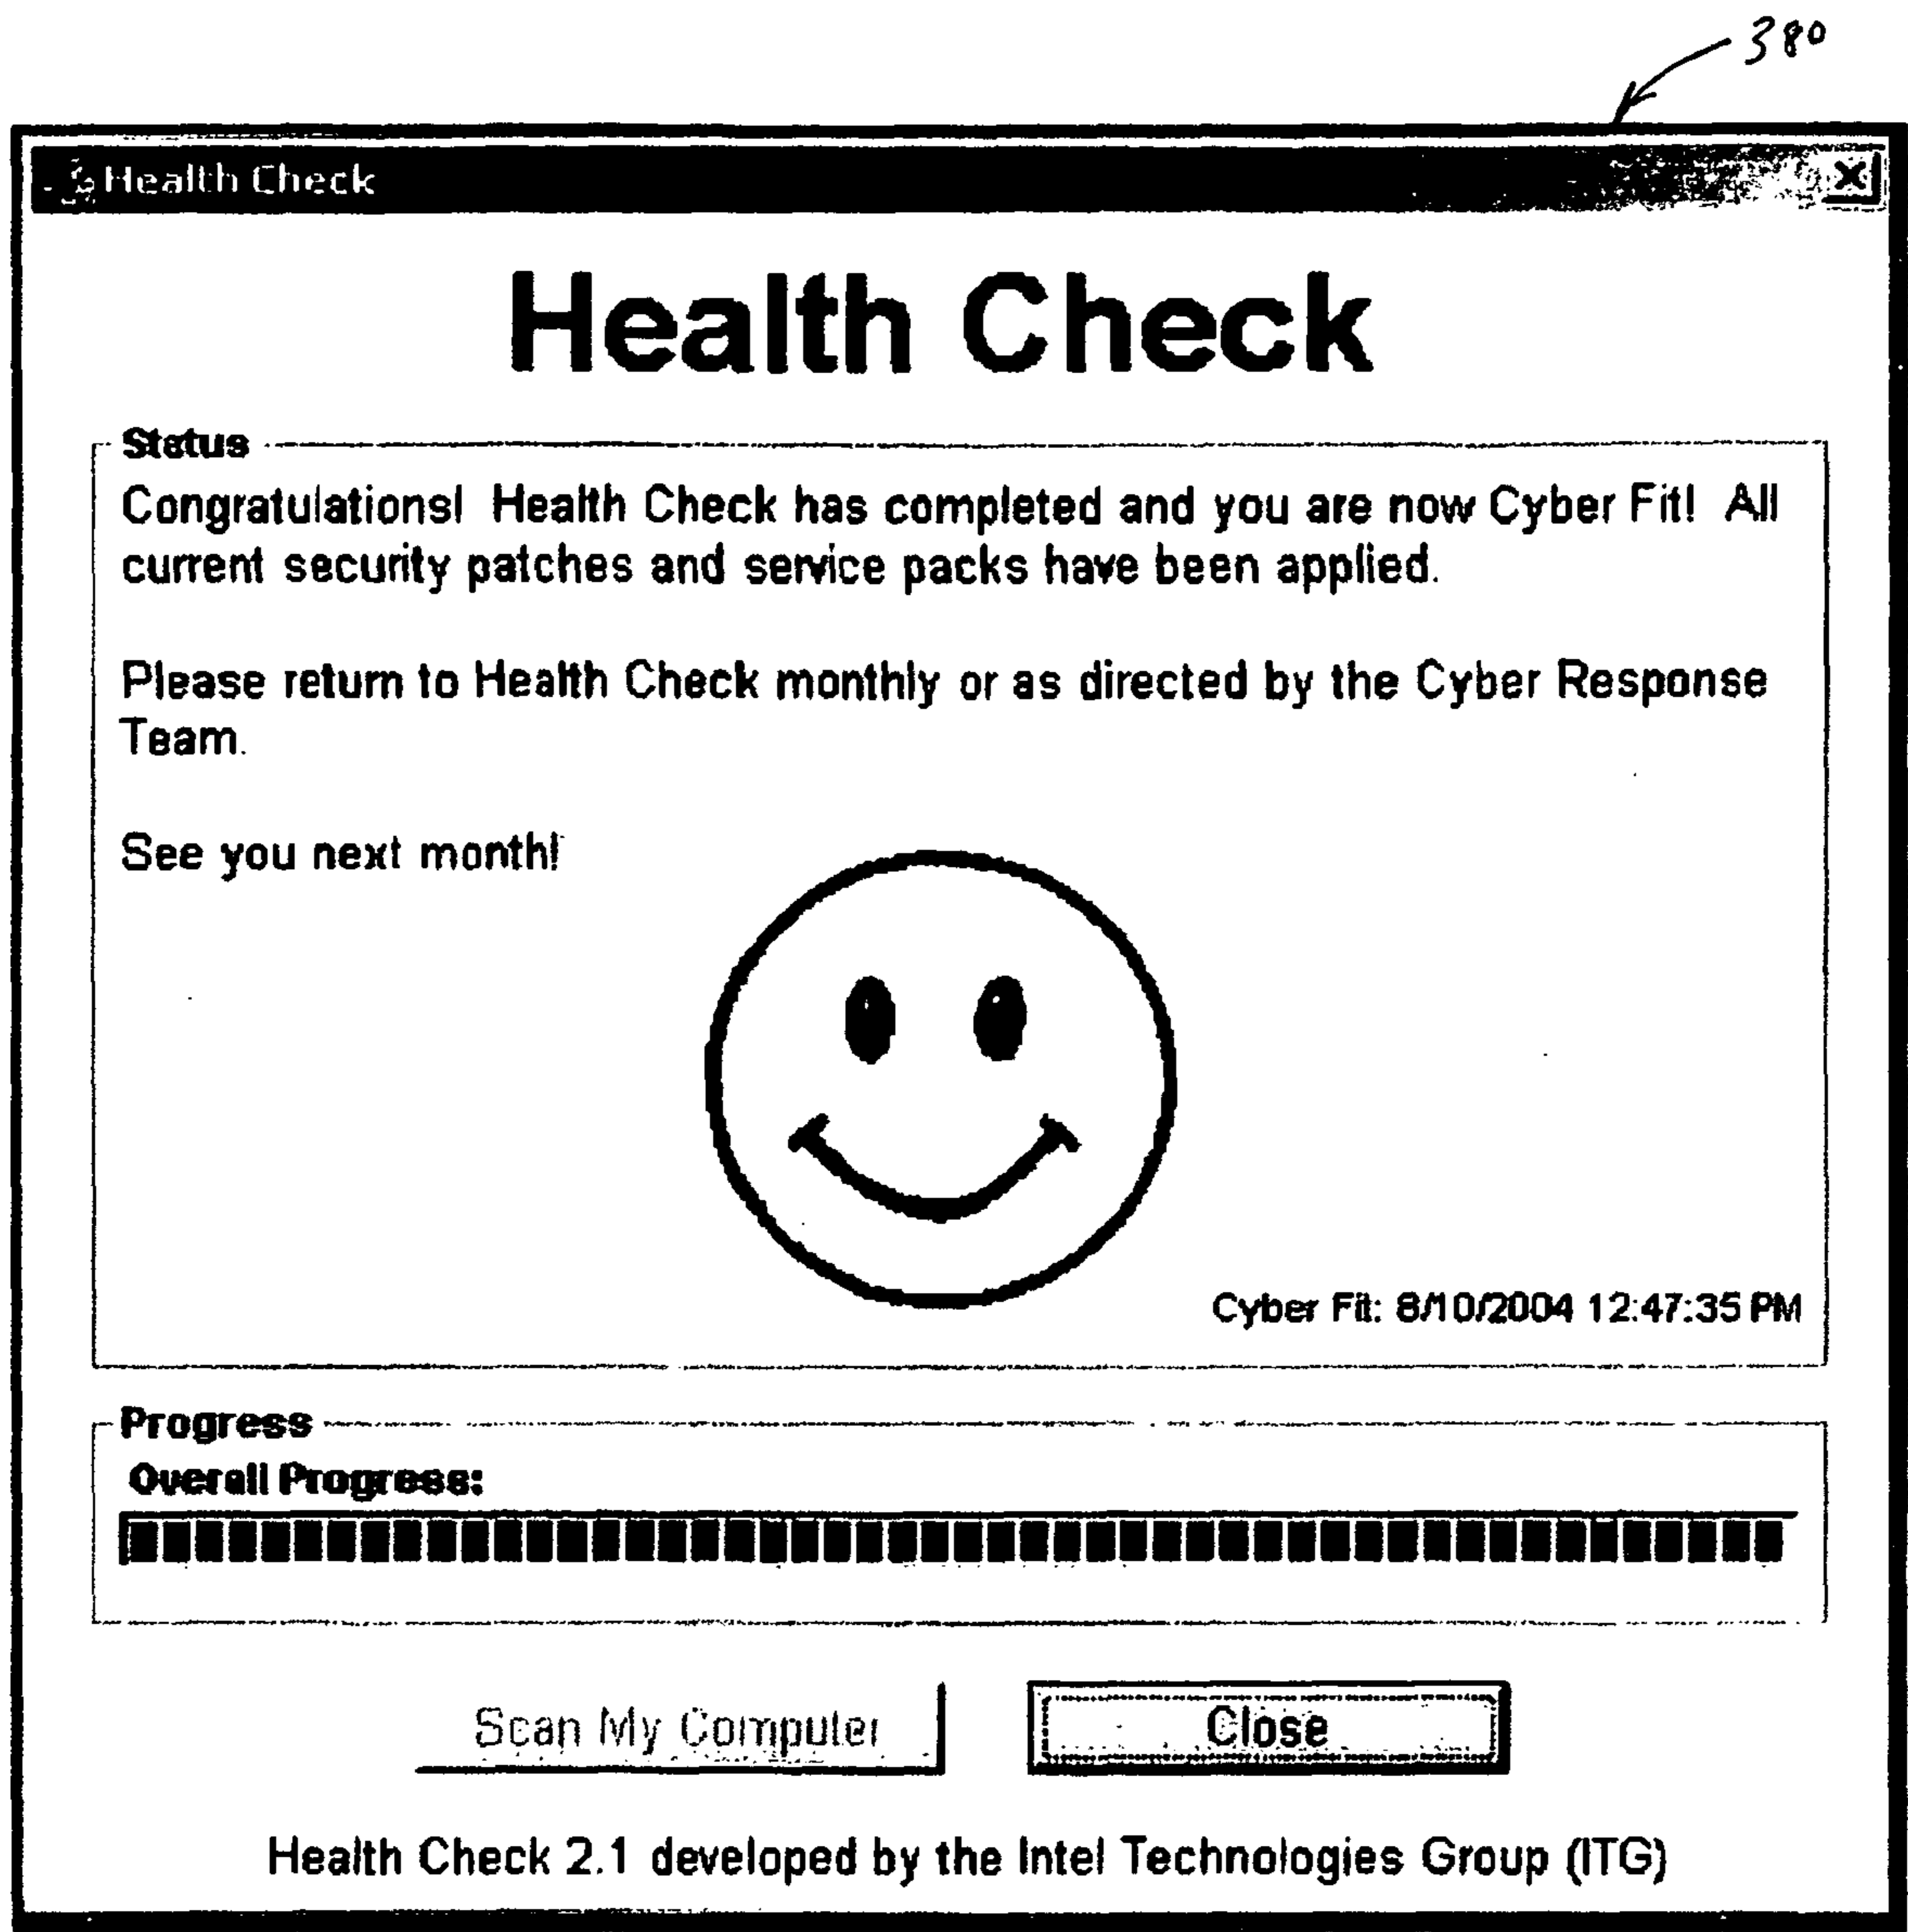 380
Health Check
Health Check
Status
Congratulations! Health Check has completed and you are now Cyber Fit! All
current security patches and service packs have been applied.
Please return to Health Check monthly or as directed by the Cyber Response
Team.
See you next month!
Cyber Fit: 8/10/2004 12:47:35 PM
Progress
Overall Progress:
Scan My Computer
Close
Health Check 2.1 developed by the Intel Technologies Group (ITG)